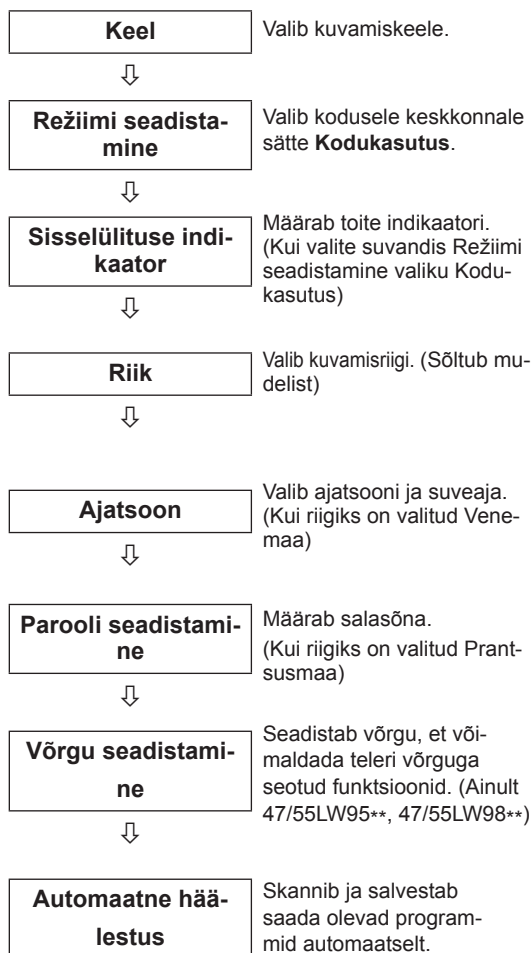 Keel
Valib kuvamiskeele.
Režiimi seadista-
mine
Valib kodusele keskkonnale
sätte Kodukasutus.
Sisselülituse indi-
kaator
Määrab toite indikaatori.
(Kui valite suvandis Režiimi
seadistamine valiku Kodu-
kasutus)
Riik
Valib kuvamisriigi. (Sõltub mu-
delist)
Ajatsoon
Valib ajatsooni ja suveaja.
(Kui riigiks on valitud Vene-
maa)
Parooli seadistami-
ne
Määrab salasõna.
(Kui riigiks on valitud Prant-
susmaa)
Võrgu seadistami-
ne
Seadistab võrgu, et või-
maldada teleri võrguga
seotud funktsioonid. (Ainult
47/55LW95**, 47/55LW98**)
Automaatne hää-
lestus
Skannib ja salvestab
saada olevad program-
mid automaatselt.